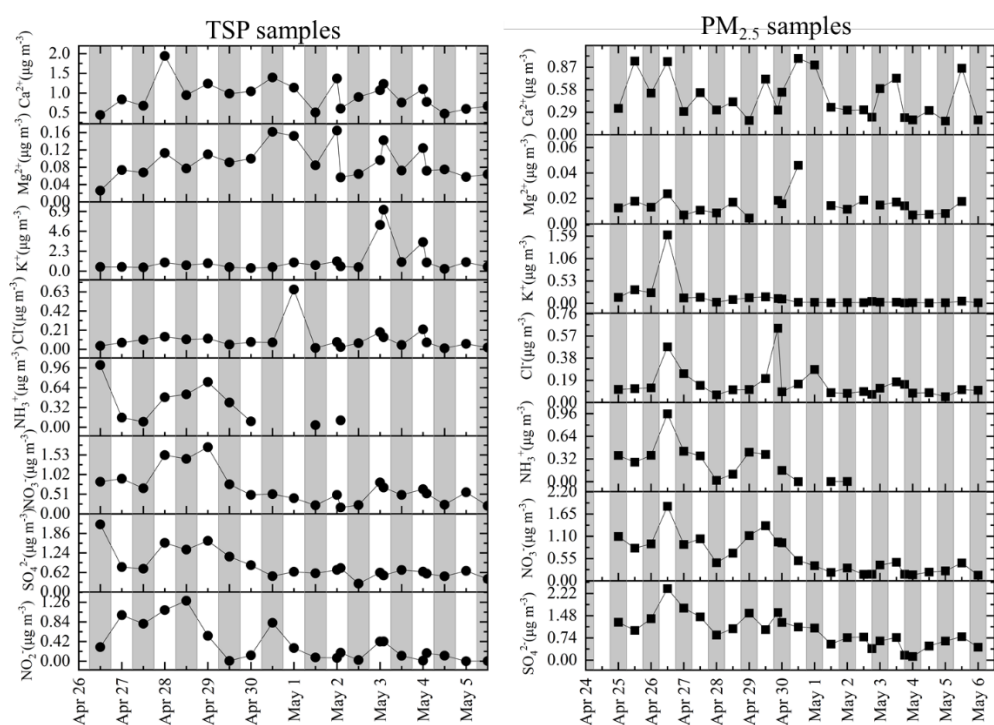 TSP samples
PM2.5 samples
Ca²⁺(μg m⁻³)
2.0
1.5
1.0
0.5
Mg²⁺(μg m⁻³)
0.16
0.12
0.08
0.04
K⁺(μg m⁻³)
6.9
4.6
2.3
0.0
Cl⁻(μg m⁻³)
0.63
0.42
0.21
0.00
NH₃⁺(μg m⁻³)
0.96
0.64
0.32
0.00
NO₃⁻(μg m⁻³)
1.53
1.02
0.51
0.00
SO₄²⁻(μg m⁻³)
1.86
1.24
0.62
0.00
NO₂⁻(μg m⁻³)
1.26
0.84
0.42
0.00
Apr 26
Apr 27
Apr 28
Apr 29
Apr 30
May 1
May 2
May 3
May 4
May 5
Ca²⁺(μg m⁻³)
0.87
0.58
0.29
0.00
Mg²⁺(μg m⁻³)
0.06
0.04
0.02
0.00
K⁺(μg m⁻³)
1.59
1.06
0.53
0.00
Cl⁻(μg m⁻³)
0.76
0.57
0.38
0.19
0.00
NH₃⁺(μg m⁻³)
0.96
0.64
0.32
0.00
NO₃⁻(μg m⁻³)
2.20
1.65
1.10
0.55
0.00
SO₄²⁻(μg m⁻³)
2.22
1.48
0.74
0.00
Apr 24
Apr 25
Apr 26
Apr 27
Apr 28
Apr 29
Apr 30
May 1
May 2
May 3
May 4
May 5
May 6